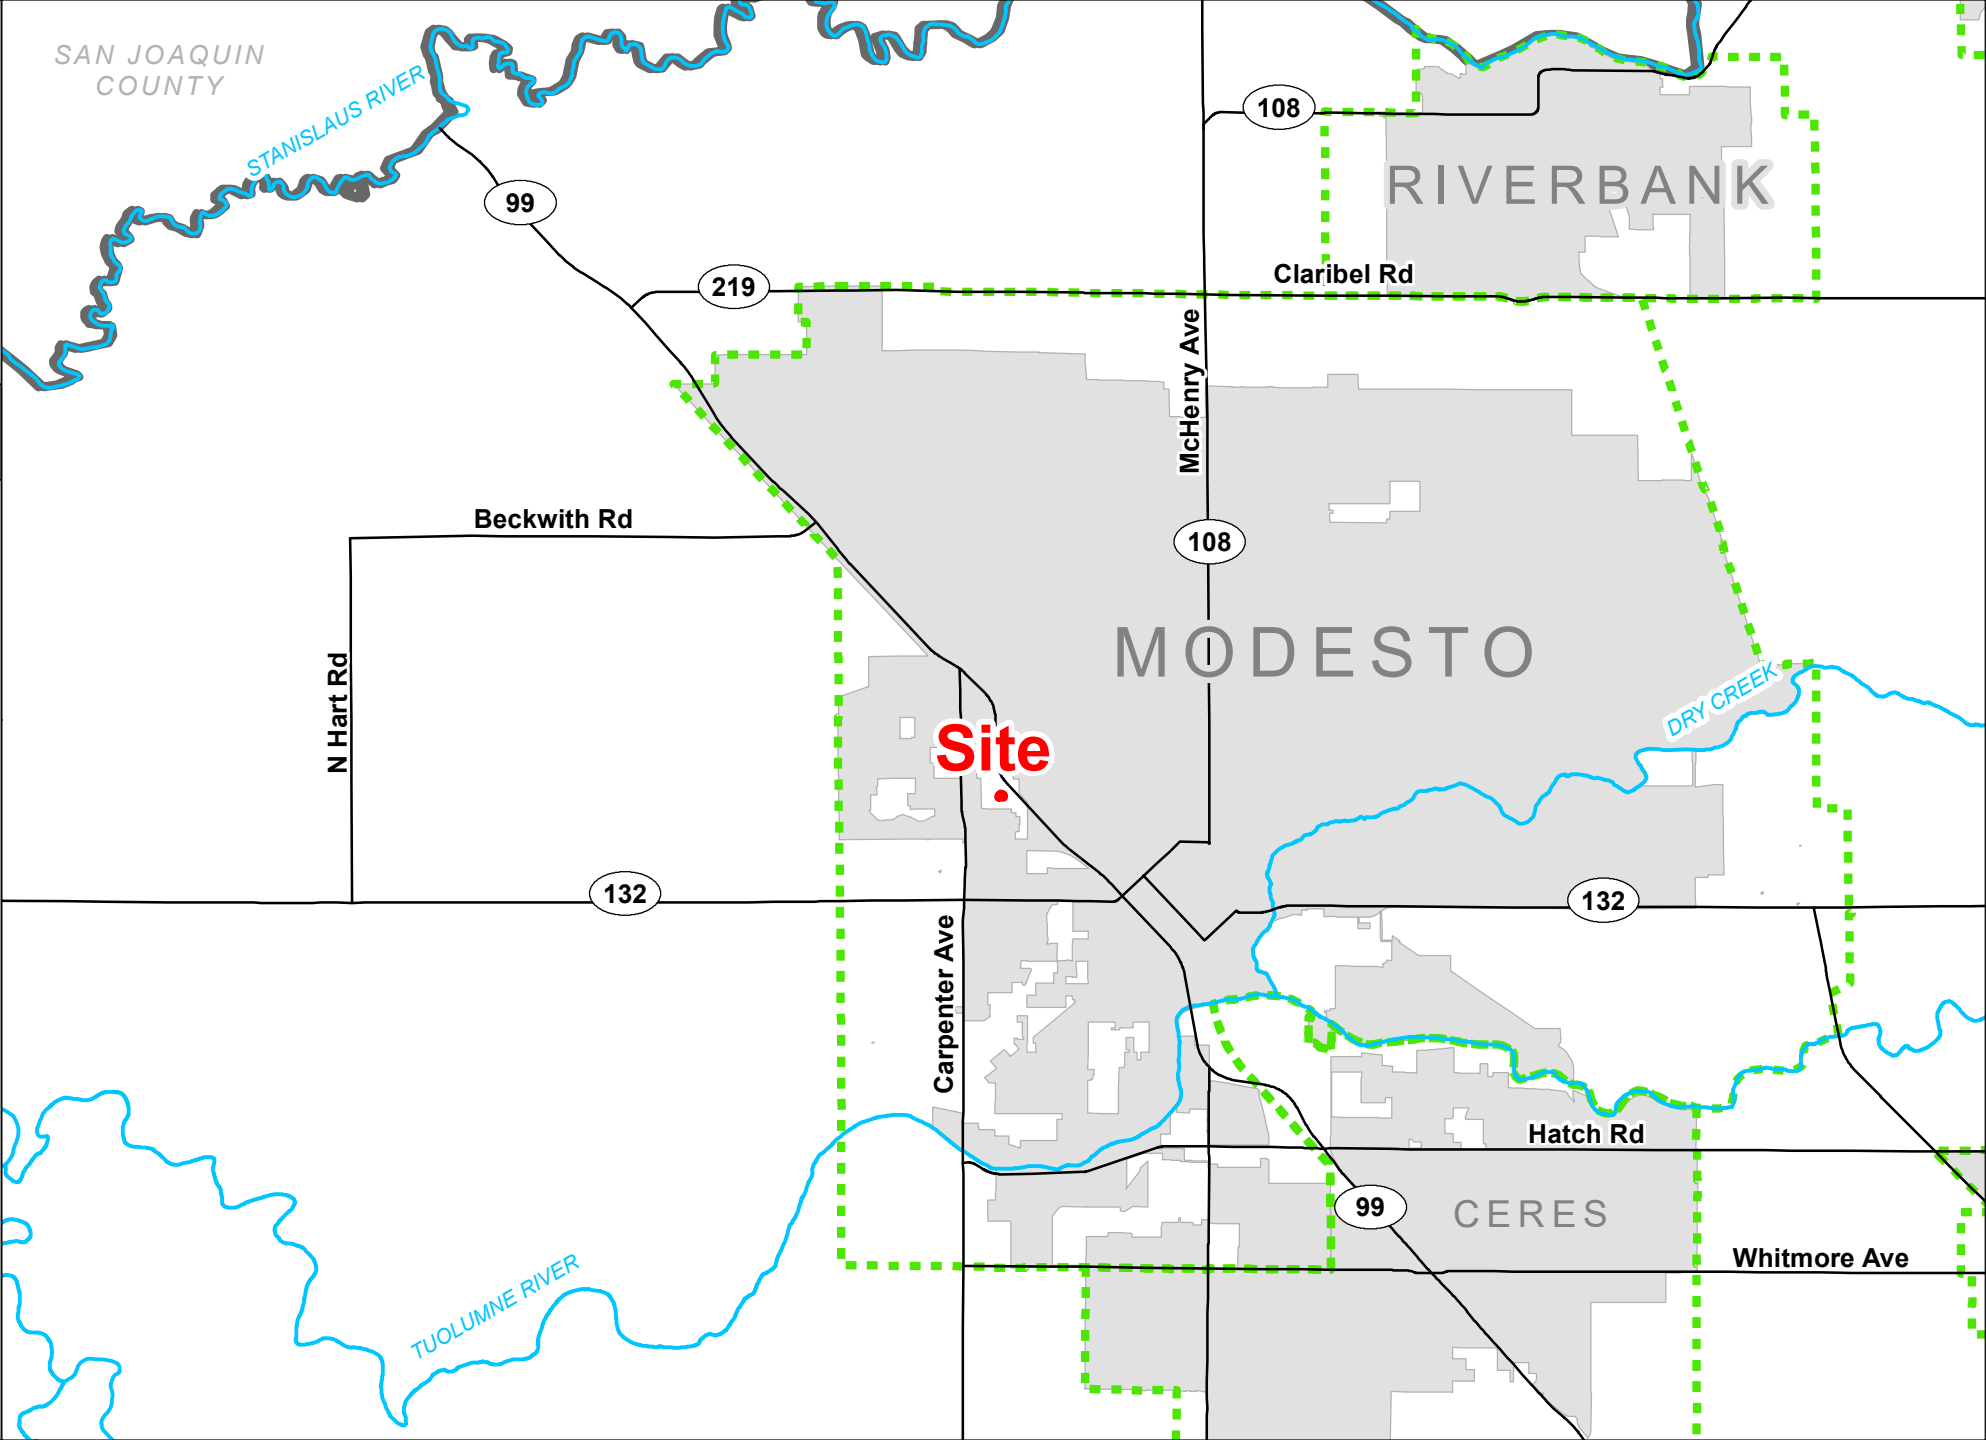 SAN JOAQUIN
COUNTY
STANISLAUS RIVER
108
RIVERBANK
99
219
Claribel Rd
McHenry Ave
Beckwith Rd
108
MODESTO
N Hart Rd
DRY CREEK
Site
132
132
Carpenter Ave
Hatch Rd
99
CERES
Whitmore Ave
TUOLUMNE RIVER